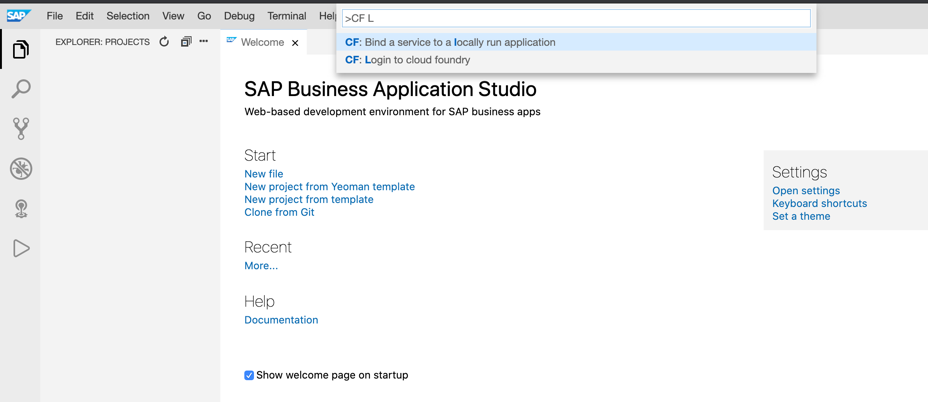 SAP File Edit Selection View Go Debug Terminal Hel
>CF L
CF: Bind a service to a locally run application
CF: Login to cloud foundry
EXPLORER: PROJECTS
Welcome
SAP Business Application Studio
Web-based development environment for SAP business apps
Start
New file
New project from Yeoman template
New project from template
Clone from Git
Recent
More...
Help
Documentation
Show welcome page on startup
Settings
Open settings
Keyboard shortcuts
Set a theme